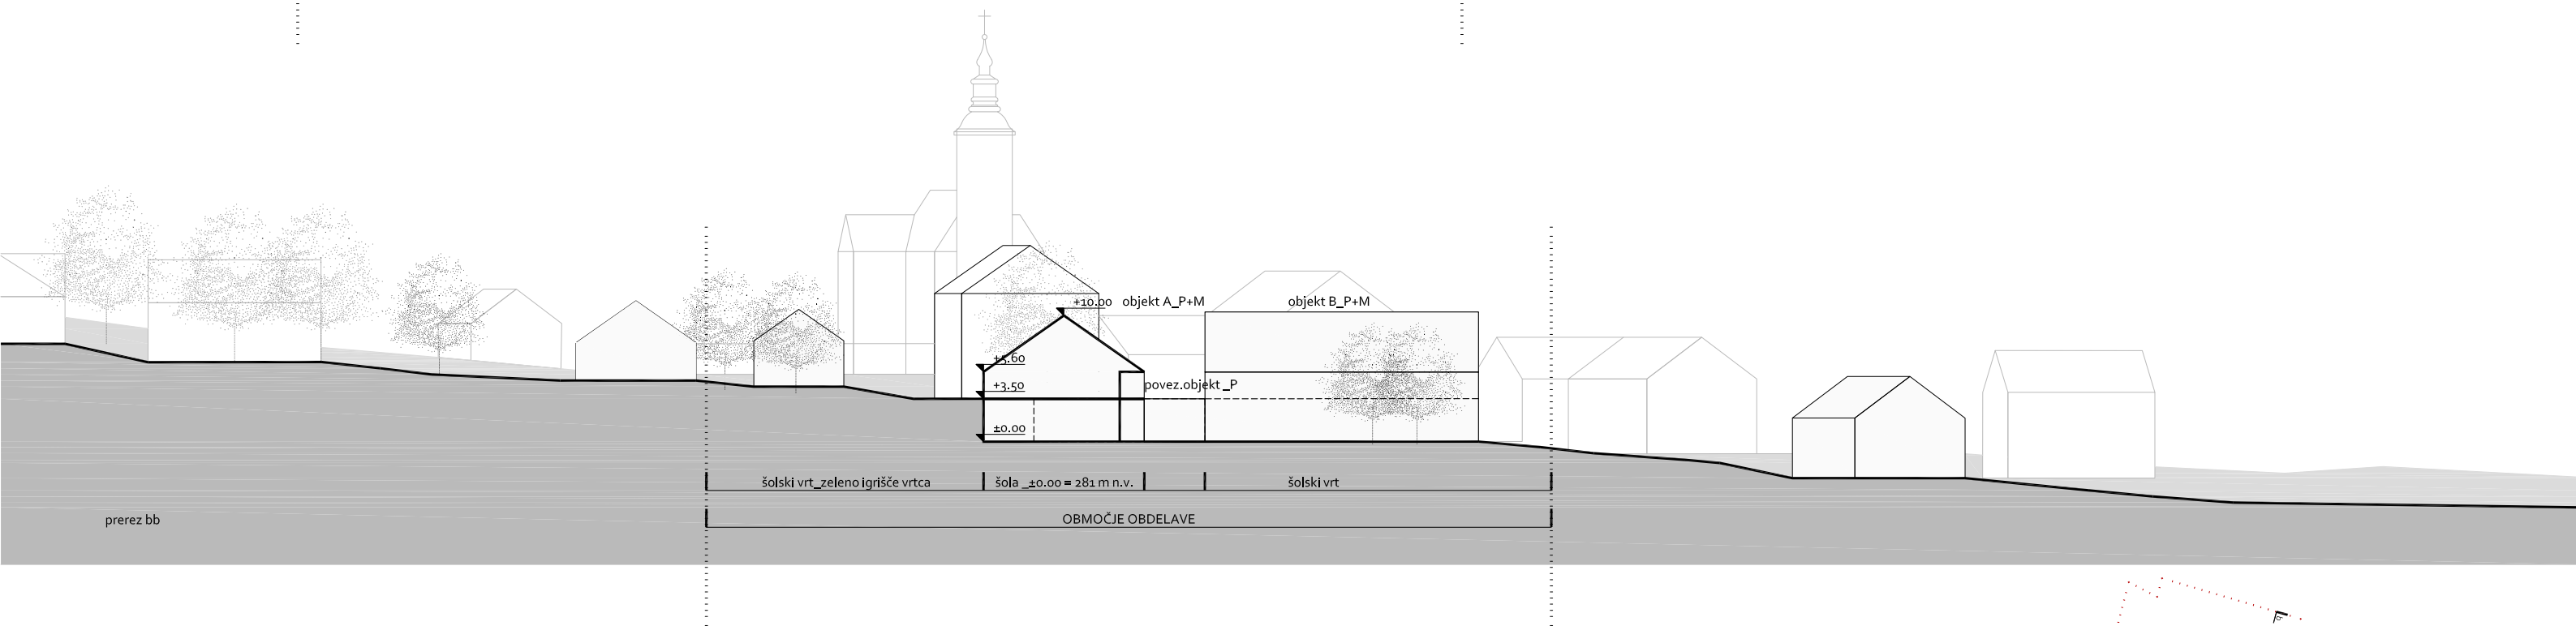 +10.00 objekt A_P+M objekt B_P+M
+5.60
+3.50 povez.objekt _P
±0.00
šolski vrt_zeleno igrišče vrtca šola _±0.00 = 281 m n.v. šolski vrt
prerez bb OBMOČJE OBDELAVE